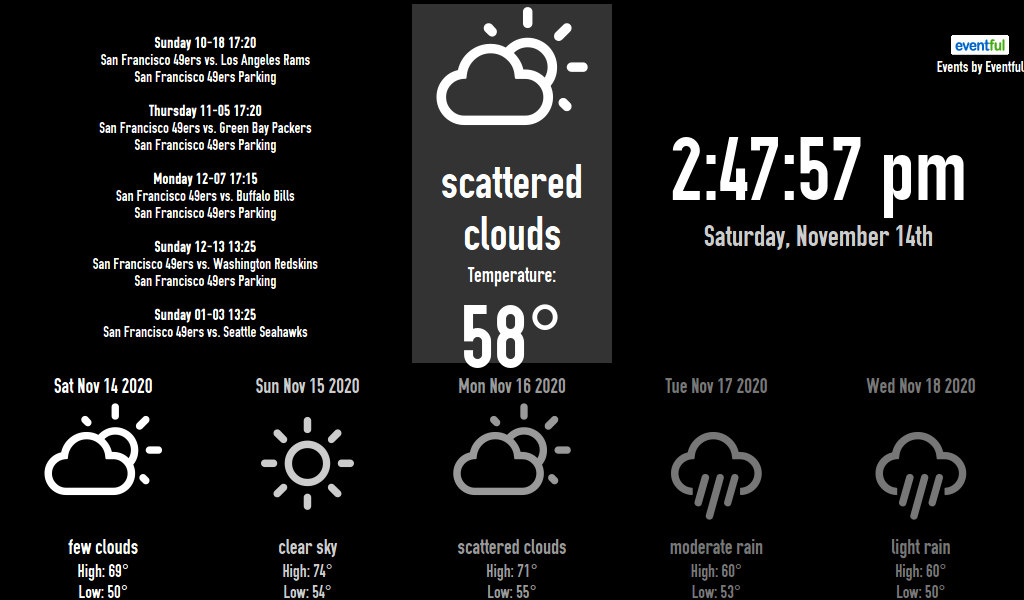 Sunday 10-18 17:20
San Francisco 49ers vs. Los Angeles Rams
San Francisco 49ers Parking
Thursday 11-05 17:20
San Francisco 49ers vs. Green Bay Packers
San Francisco 49ers Parking
Monday 12-07 17:15
San Francisco 49ers vs. Buffalo Bills
San Francisco 49ers Parking
Sunday 12-13 13:25
San Francisco 49ers vs. Washington Redskins
San Francisco 49ers Parking
Sunday 01-03 13:25
San Francisco 49ers vs. Seattle Seahawks
scattered
clouds
Temperature:
58°
eventful
Events by Eventful
2:47:57 pm
Saturday, November 14th
Sat Nov 14 2020
few clouds
High: 69°
Low: 50°
Sun Nov 15 2020
clear sky
High: 74°
Low: 54°
Mon Nov 16 2020
scattered clouds
High: 71°
Low: 55°
Tue Nov 17 2020
moderate rain
High: 60°
Low: 53°
Wed Nov 18 2020
light rain
High: 60°
Low: 50°